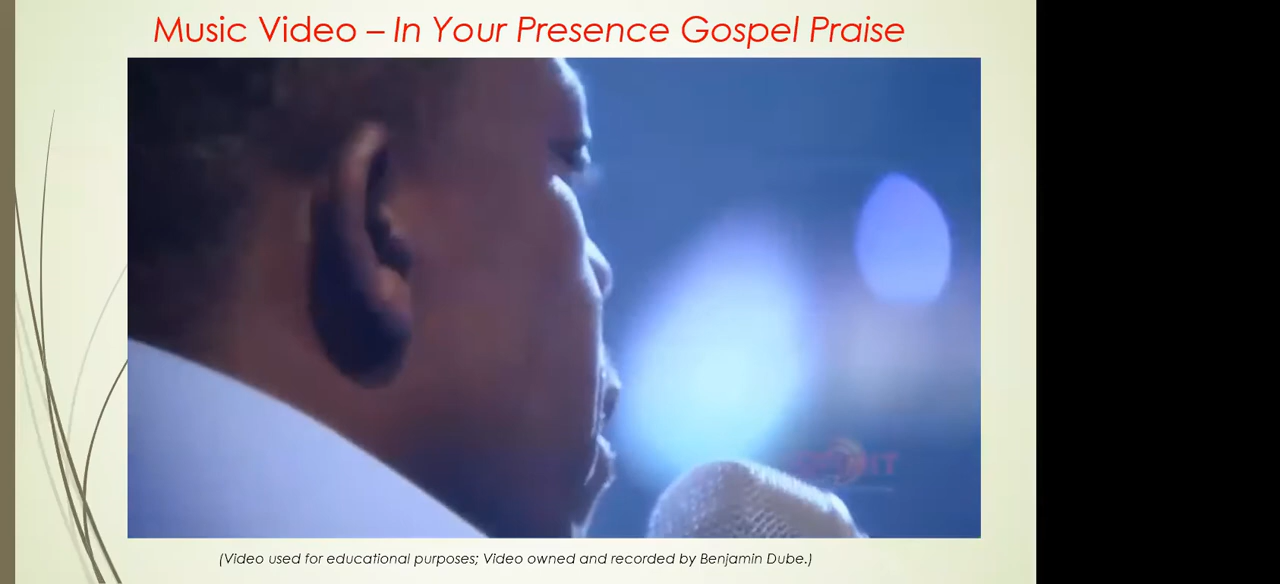 Music Video – In Your Presence Gospel Praise
(Video used for educational purposes; Video owned and recorded by Benjamin Dube.)